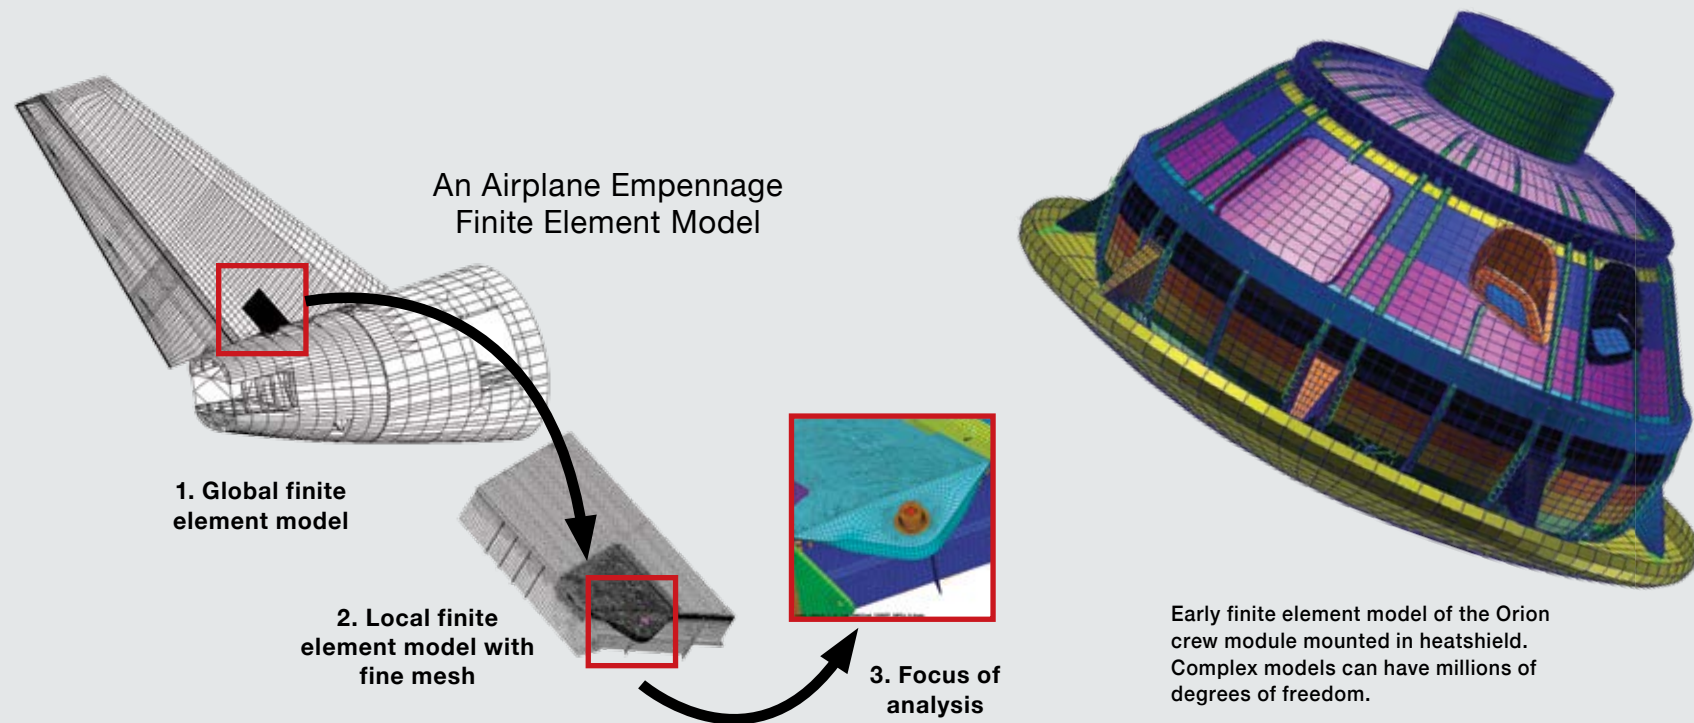 An Airplane Empennage
Finite Element Model
1. Global finite
element model
2. Local finite
element model with
fine mesh
3. Focus of
analysis
Early finite element model of the Orion
crew module mounted in heatshield.
Complex models can have millions of
degrees of freedom.